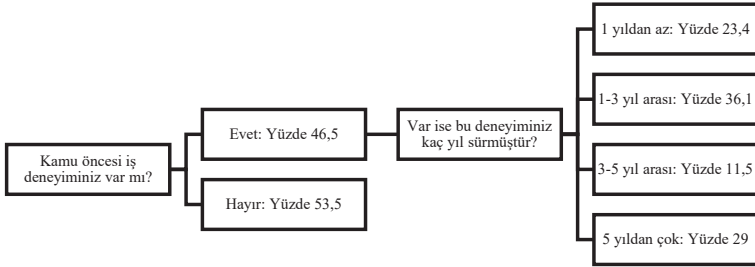 Kamu öncesi iş
deneyiminiz var mı?
Evet: Yüzde 46,5
Hayır: Yüzde 53,5
Var ise bu deneyiminiz
kaç yıl sürmüştür?
1 yıldan az: Yüzde 23,4
1-3 yıl arası: Yüzde 36,1
3-5 yıl arası: Yüzde 11,5
5 yıldan çok: Yüzde 29